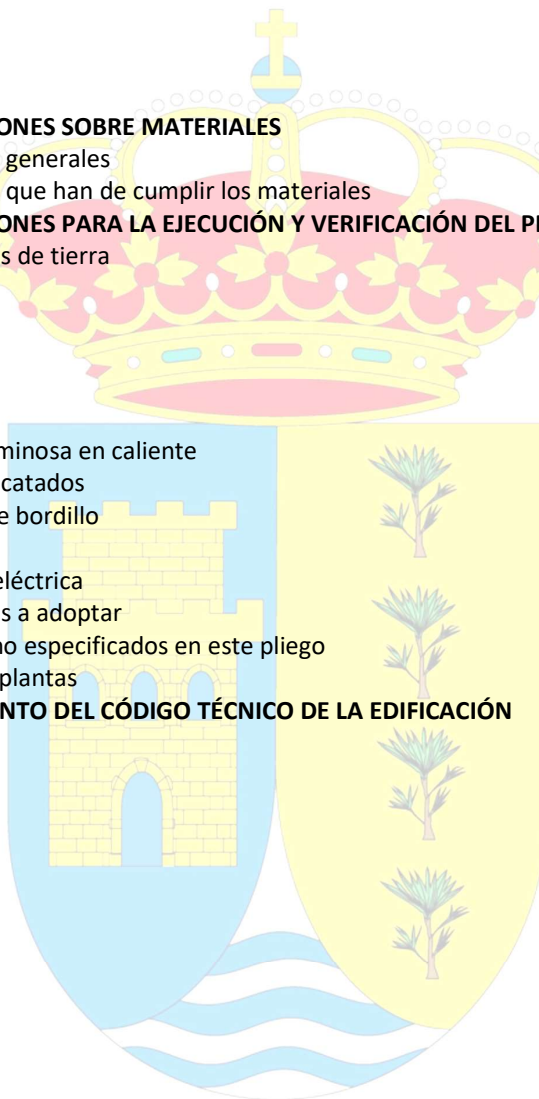 ONES SOBRE MATERIALES
generales
que han de cumplir los materiales
ONES PARA LA EJECUCIÓN Y VERIFICACIÓN DEL P
s de tierra
minosa en caliente
catados
e bordillo
eléctrica
s a adoptar
no especificados en este pliego
plantas
NTO DEL CÓDIGO TÉCNICO DE LA EDIFICACIÓN